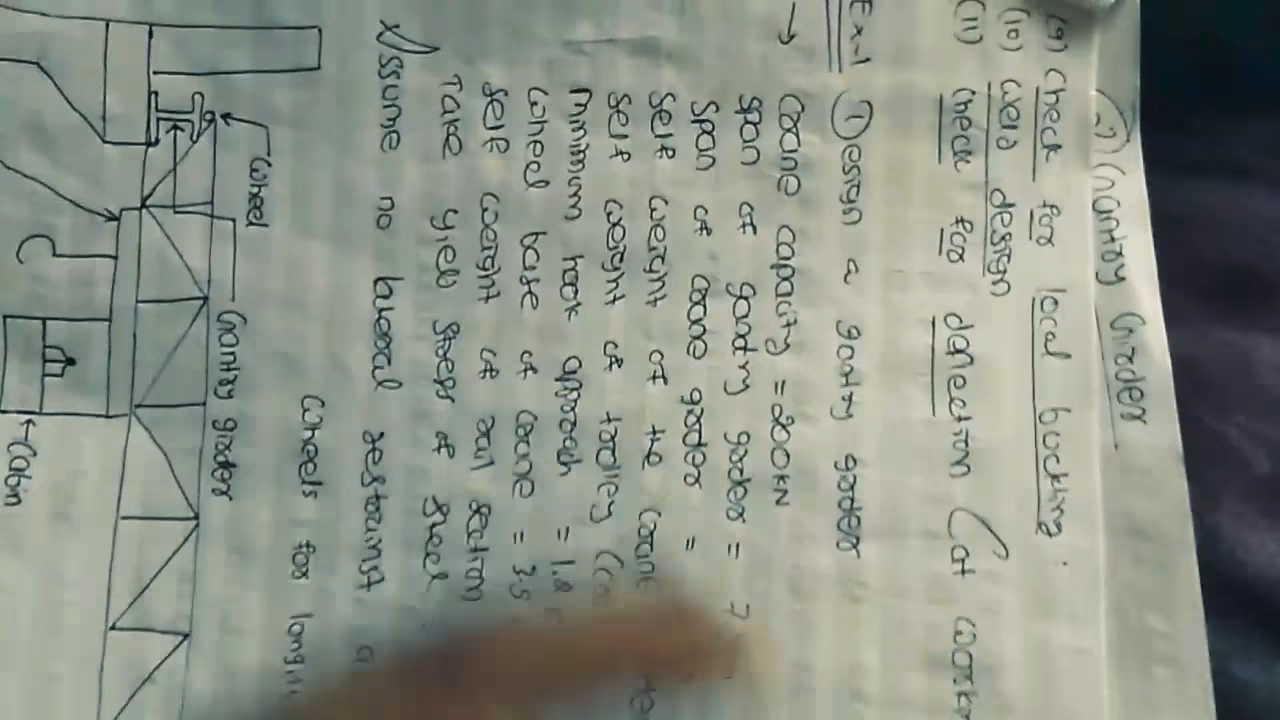 Gantry Girder
(9) Check for local buckling :
(10) Weld design
(11) Check for deflection (at
Ex-1 ① Design a gantry girder
→ Crane capacity = 200KN
Span of gantry girder = 7
Span of crane girder =
Self weight of the crane
Self weight of trolley
Minimum hook approach = 1.2
Wheel base of crane = 3.5
Self weight of rail section
Take yield stress of steel
Assume no lateral restraint
Wheels for
Wheel
Gantry girder
Cabin